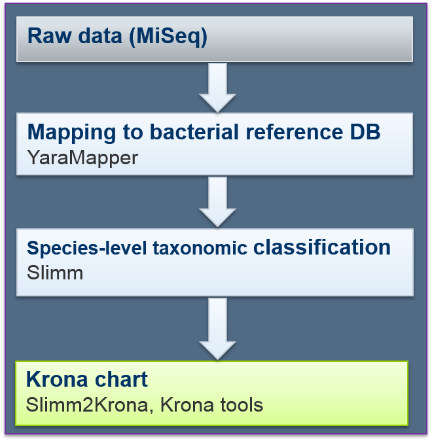 Raw data (MiSeq)
Mapping to bacterial reference DB
YaraMapper
Species-level taxonomic classification
Slimm
Krona chart
Slimm2Krona, Krona tools